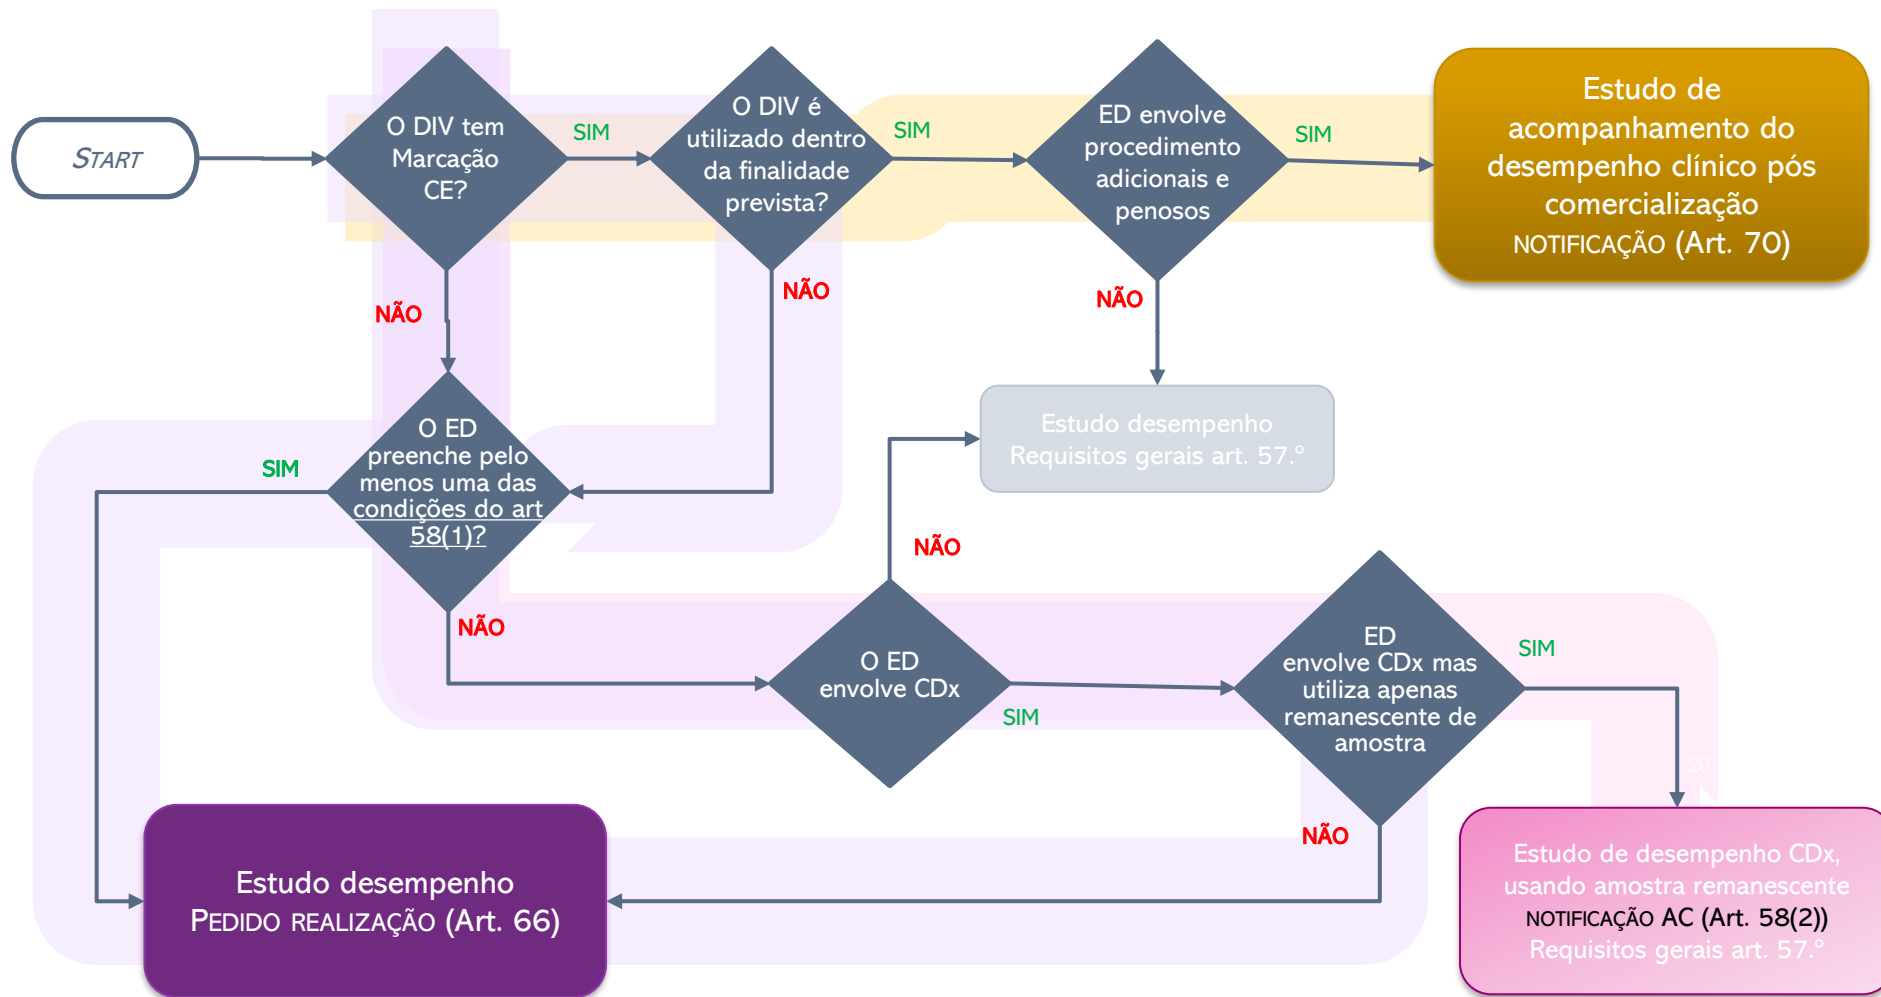 START
O DIV tem
Marcação
CE?
SIM
O DIV é
utilizado dentro
da finalidade
prevista?
SIM
ED envolve
procedimento
adicionais e
penosos
SIM
Estudo de
acompanhamento do
desempenho clínico pós
comercialização
NOTIFICAÇÃO (Art. 70)
NÃO
NÃO
NÃO
O ED
preenche pelo
menos uma das
condições do art
58(1)?
SIM
Estudo desempenho
Requisitos gerais art. 57.º
NÃO
NÃO
O ED
envolve CDx
SIM
ED
envolve CDx mas
utiliza apenas
remanescente de
amostra
SIM
20
NÃO
Estudo desempenho
PEDIDO REALIZAÇÃO (Art. 66)
Estudo de desempenho CDx,
usando amostra remanescente
NOTIFICAÇÃO AC (Art. 58(2))
Requisitos gerais art. 57.º